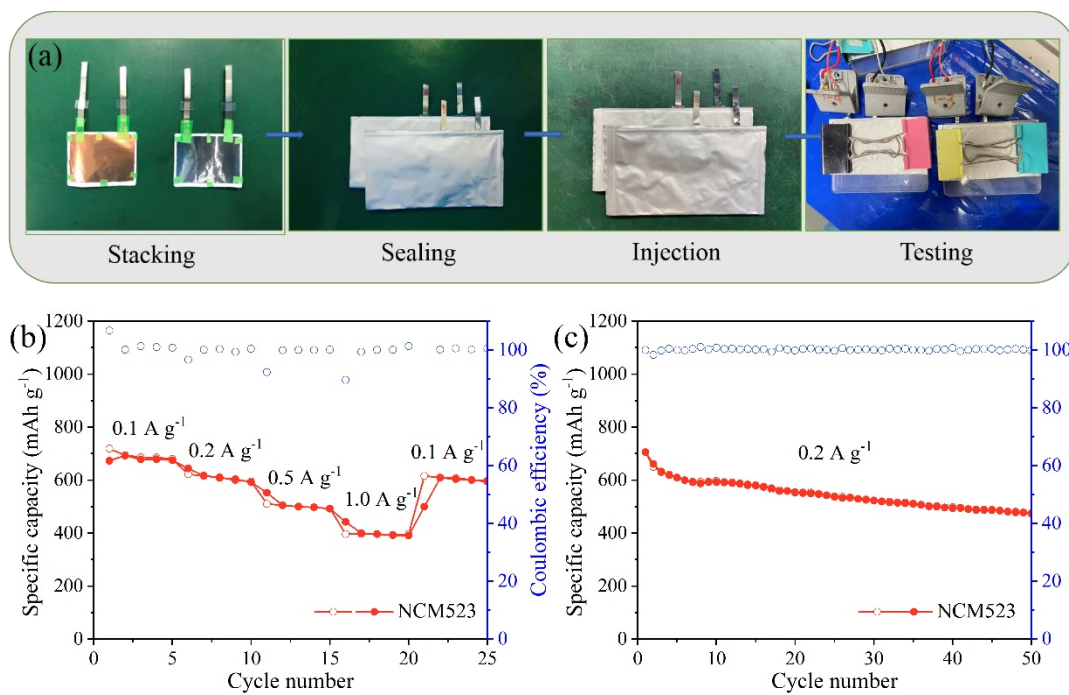 (a)
Stacking
Sealing
Injection
Testing
(b)
1200
1000
800
600
400
200
0
Specific capacity (mAh g⁻¹)
0.1 A g⁻¹
0.2 A g⁻¹
0.5 A g⁻¹
1.0 A g⁻¹
0.1 A g⁻¹
NCM523
0
5
10
15
20
25
Cycle number
100
80
60
40
20
0
Coulombic efficiency (%)
(c)
1200
1000
800
600
400
200
0
Specific capacity (mAh g⁻¹)
0.2 A g⁻¹
NCM523
0
10
20
30
40
50
Cycle number
100
80
60
40
20
0
Coulombic efficiency (%)